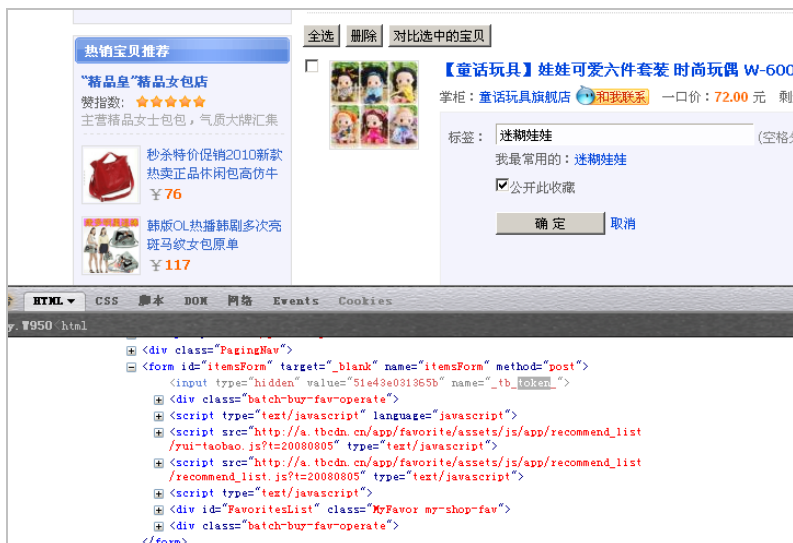 热销宝贝推荐
“精品皇”精品女包店
赞指数:
主营精品女士包包，气质大牌汇集
秒杀特价促销2010新款
热卖正品休闲包高仿牛
￥76
韩版OL热播韩剧多次亮
斑马纹女包原单
￥117
全选 删除 对比选中的宝贝
【童话玩具】娃娃可爱六件套装 时尚玩偶 W-600
掌柜：童话玩具旗舰店 和我联系 一口价：72.00 元
标签： 迷糊娃娃 (空格
我最常用的：迷糊娃娃
公开此收藏
确 定 取消
HTML CSS 脚本 DOM 网络 Events Cookies
y.W950 html
<div class="PagingNav">
<form id="itemsForm" target="_blank" name="itemsForm" method="post">
<input type="hidden" value="51e43e031365b" name="_tb_token_">
<div class="batch-buy-fav-operate">
<script type="text/javascript" language="javascript">
<script src="http://a.tbcdn.cn/app/favorite/assets/js/app/recommend_list
/yui-taobao.js?t=20080805" type="text/javascript">
<script src="http://a.tbcdn.cn/app/favorite/assets/js/app/recommend_list
/recommend_list.js?t=20080805" type="text/javascript">
<script type="text/javascript">
<div id="FavoritesList" class="MyFavor my-shop-fav">
<div class="batch-buy-fav-operate">
</form>